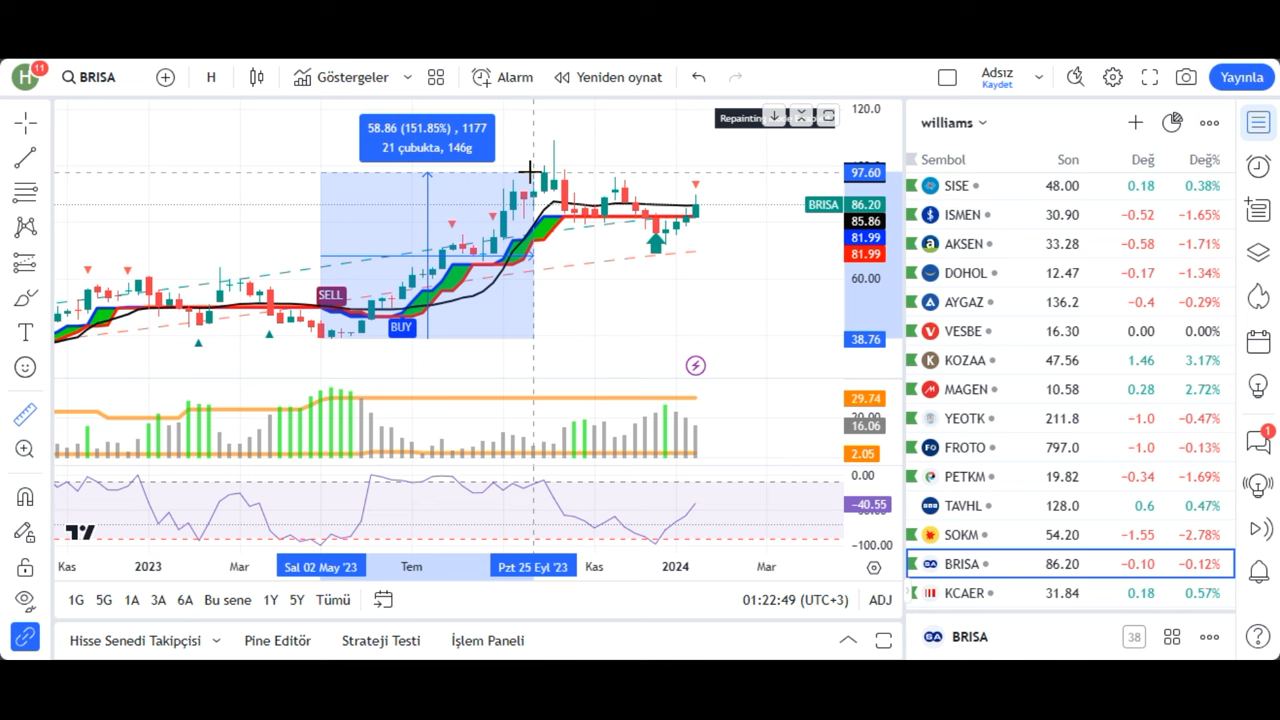 H 11 BRISA H Göstergeler Alarm Yeniden oynat Adsız Kaydet Yayınla
120.0
58.86 (151.85%) , 1177
21 çubukta, 146g
97.60
BRISA 86.20
85.86
81.99
81.99
60.00
SELL
BUY
38.76
29.74
20.00
16.06
2.05
0.00
−40.55
−100.00
Kas 2023 Mar Sal 02 May '23 Tem Pzt 25 Eyl '23 Kas 2024 Mar
1G 5G 1A 3A 6A Bu sene 1Y 5Y Tümü 01:22:49 (UTC+3) ADJ
Hisse Senedi Takipçisi Pine Editör Strateji Testi İşlem Paneli
williams
Sembol Son Değ Değ%
SISE 48.00 0.18 0.38%
ISMEN 30.90 −0.52 −1.65%
AKSEN 33.28 −0.58 −1.71%
DOHOL 12.47 −0.17 −1.34%
AYGAZ 136.2 −0.4 −0.29%
VESBE 16.30 0.00 0.00%
KOZAA 47.56 1.46 3.17%
MAGEN 10.58 0.28 2.72%
YEOTK 211.8 −1.0 −0.47%
FROTO 797.0 −1.0 −0.13%
PETKM 19.82 −0.34 −1.69%
TAVHL 128.0 0.6 0.47%
SOKM 54.20 −1.55 −2.78%
BRISA 86.20 −0.10 −0.12%
KCAER 31.84 0.18 0.57%
BRISA 38
1